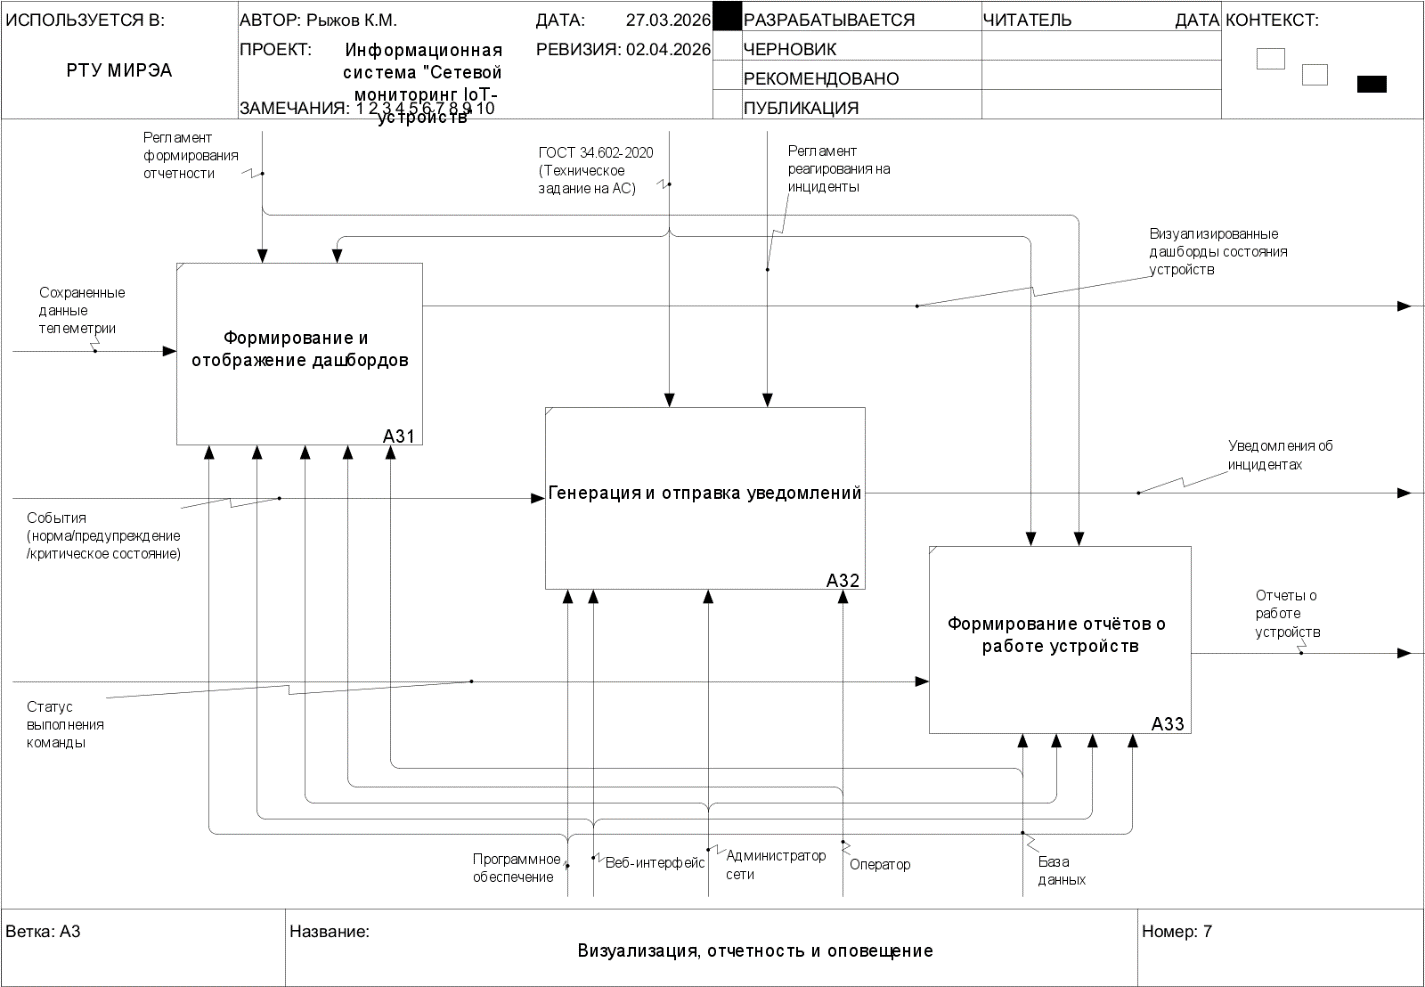 ИСПОЛЬЗУЕТСЯ В:
РТУ МИРЭА
АВТОР: Рыжов К.М.
ДАТА: 27.03.2026
ПРОЕКТ: Информационная
система "Сетевой
мониторинг IoT-
устройств"
РЕВИЗИЯ: 02.04.2026
ЗАМЕЧАНИЯ: 1 2 3 4 5 6 7 8 9 10
РАЗРАБАТЫВАЕТСЯ
ЧЕРНОВИК
РЕКОМЕНДОВАНО
ПУБЛИКАЦИЯ
ЧИТАТЕЛЬ ДАТА
КОНТЕКСТ:
Регламент
формирования
отчетности
ГОСТ 34.602-2020
(Техническое
задание на АС)
Регламент
реагирования на
инциденты
Визуализированные
дашборды состояния
устройств
Сохраненные
данные
телеметрии
Формирование и
отображение дашбордов
A31
Уведомления об
инцидентах
Генерация и отправка уведомлений
A32
События
(норма/предупреждение
/критическое состояние)
Отчеты о
работе
устройств
Формирование отчётов о
работе устройств
A33
Статус
выполнения
команды
Программное
обеспечение
Веб-интерфейс
Администратор
сети
Оператор
База
данных
Ветка: A3
Название:
Визуализация, отчетность и оповещение
Номер: 7